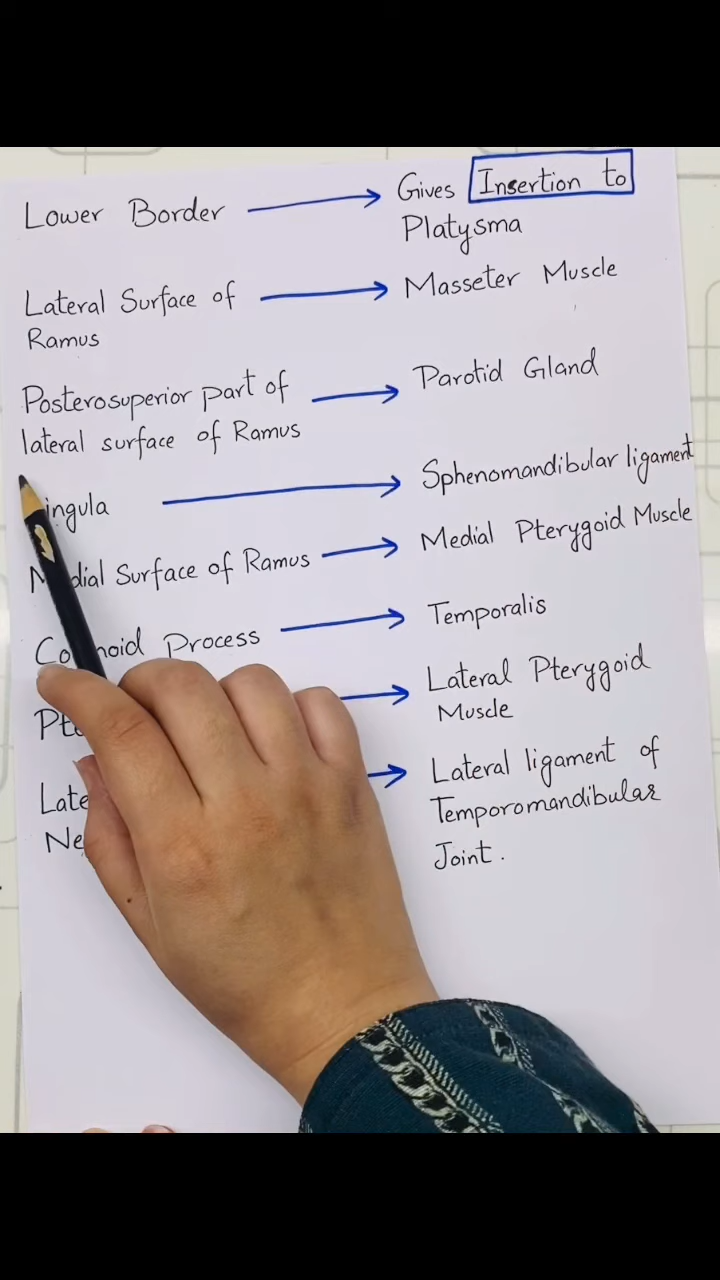 Lower Border → Gives Insertion to
Platysma
Lateral Surface of → Masseter Muscle
Ramus
Posterosuperior part of → Parotid Gland
lateral surface of Ramus
ingula → Sphenomandibular ligament
Surface of Ramus → Medial Pterygoid Muscle
Process → Temporalis
→ Lateral Pterygoid
Muscle
→ Lateral ligament of
Temporomandibular
Joint.